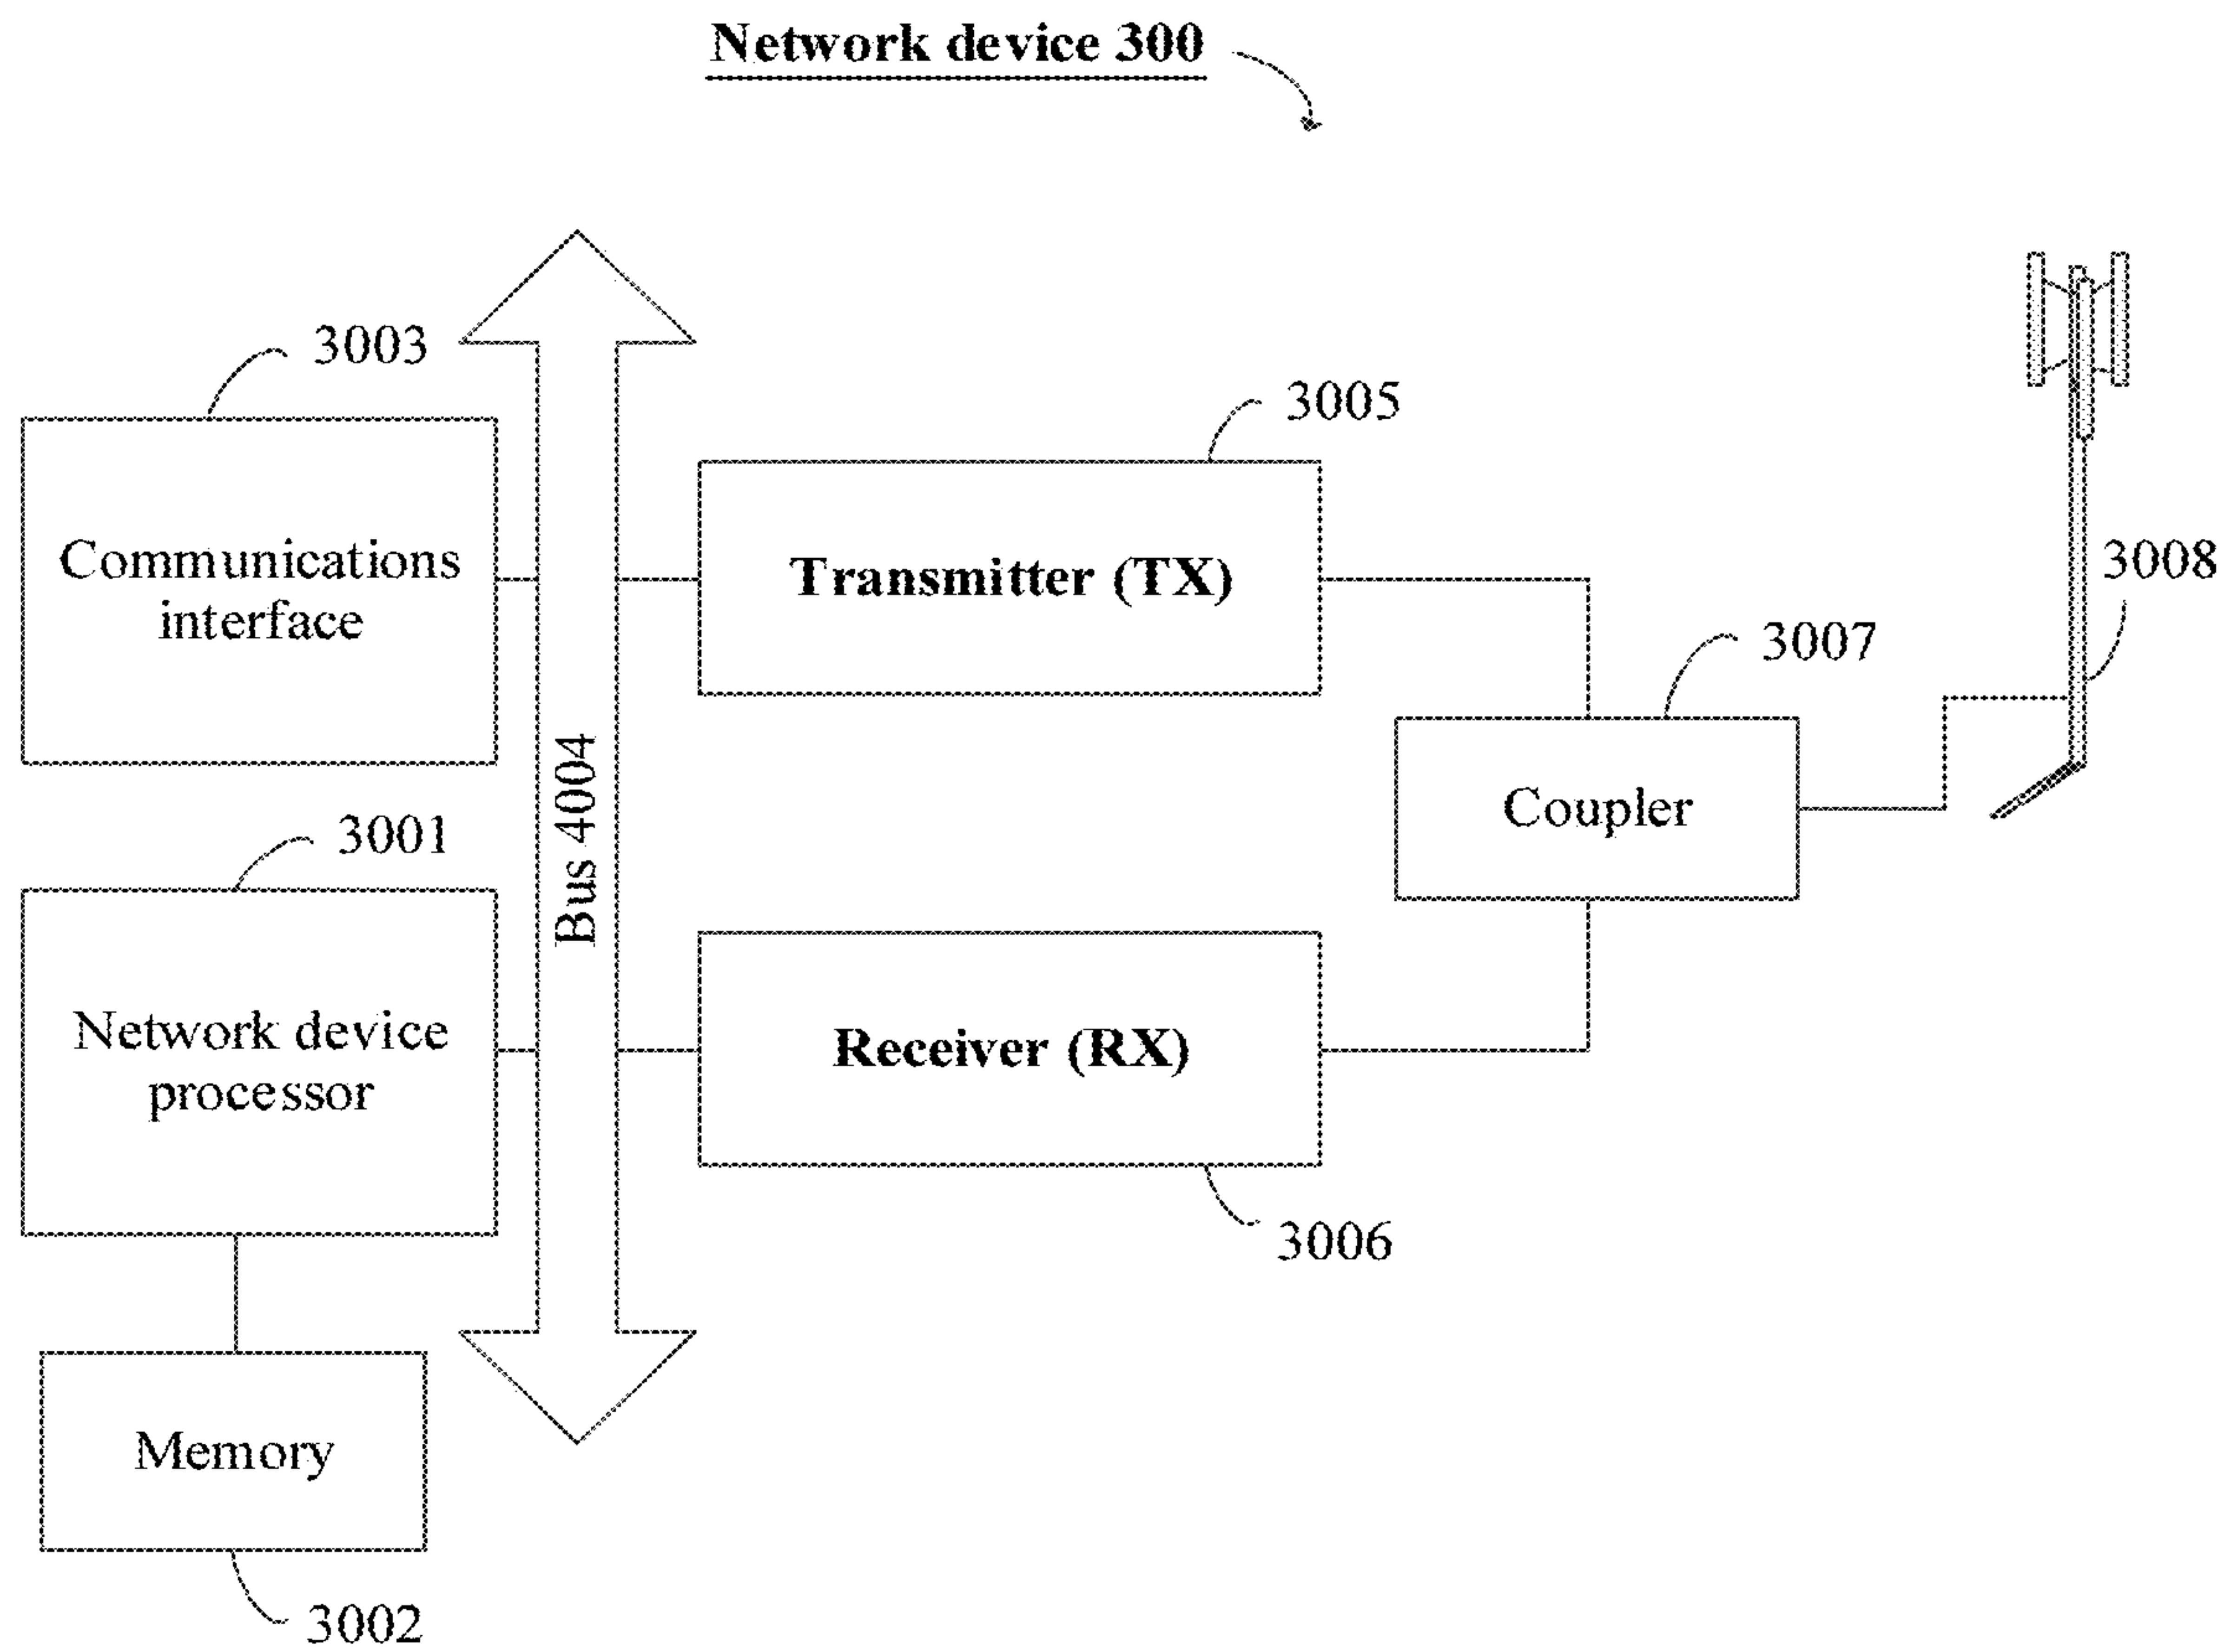 Network device 300
3003
3005
Communications
interface
Transmitter (TX)
3008
3007
Bus 4004
Coupler
3001
Network device
processor
Receiver (RX)
3006
Memory
3002